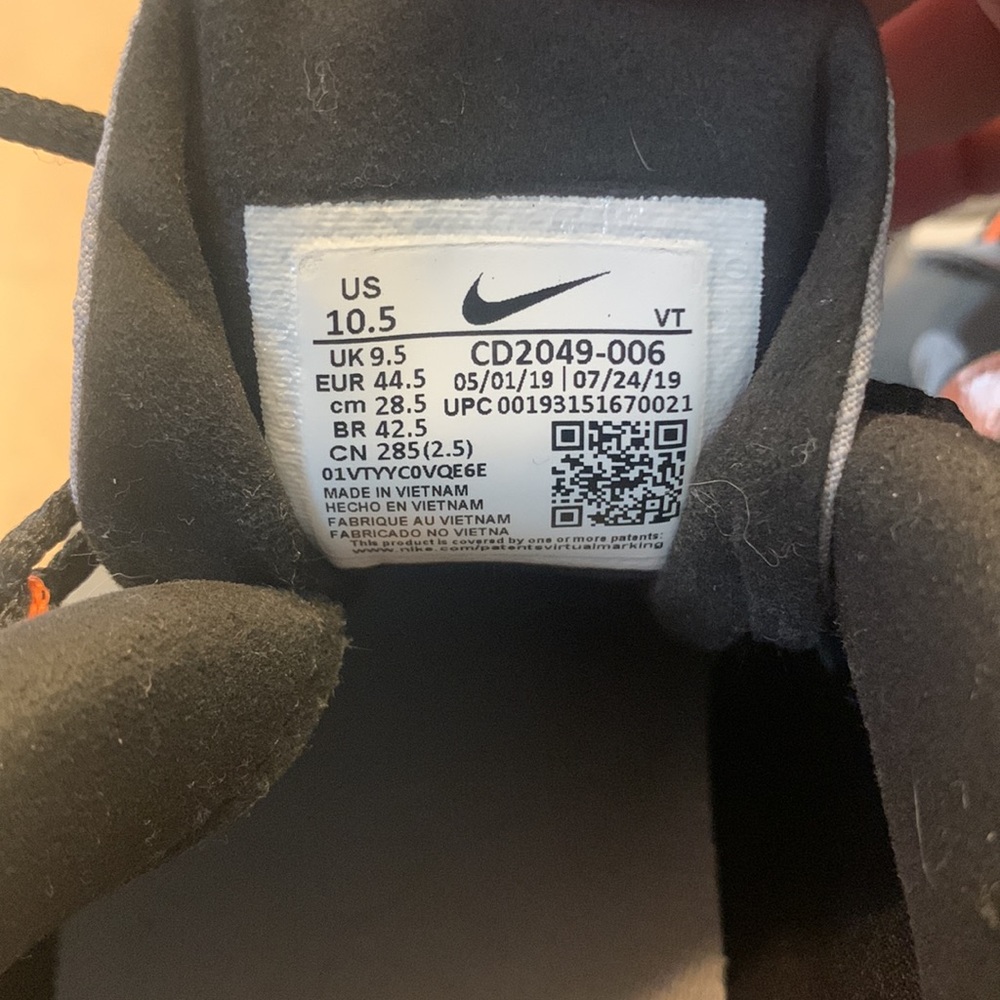 US
10.5
VT
UK 9.5
EUR 44.5
cm 28.5
BR 42.5
CN 285(2.5)
CD2049-006
05/01/19 | 07/24/19
UPC 00193151670021
01VTYYC0VQE6E
MADE IN VIETNAM
HECHO EN VIETNAM
FABRIQUE AU VIETNAM
FABRICADO NO VIETNA
This product is covered by one or more patents:
www.nike.com/patentsvirtualmarking